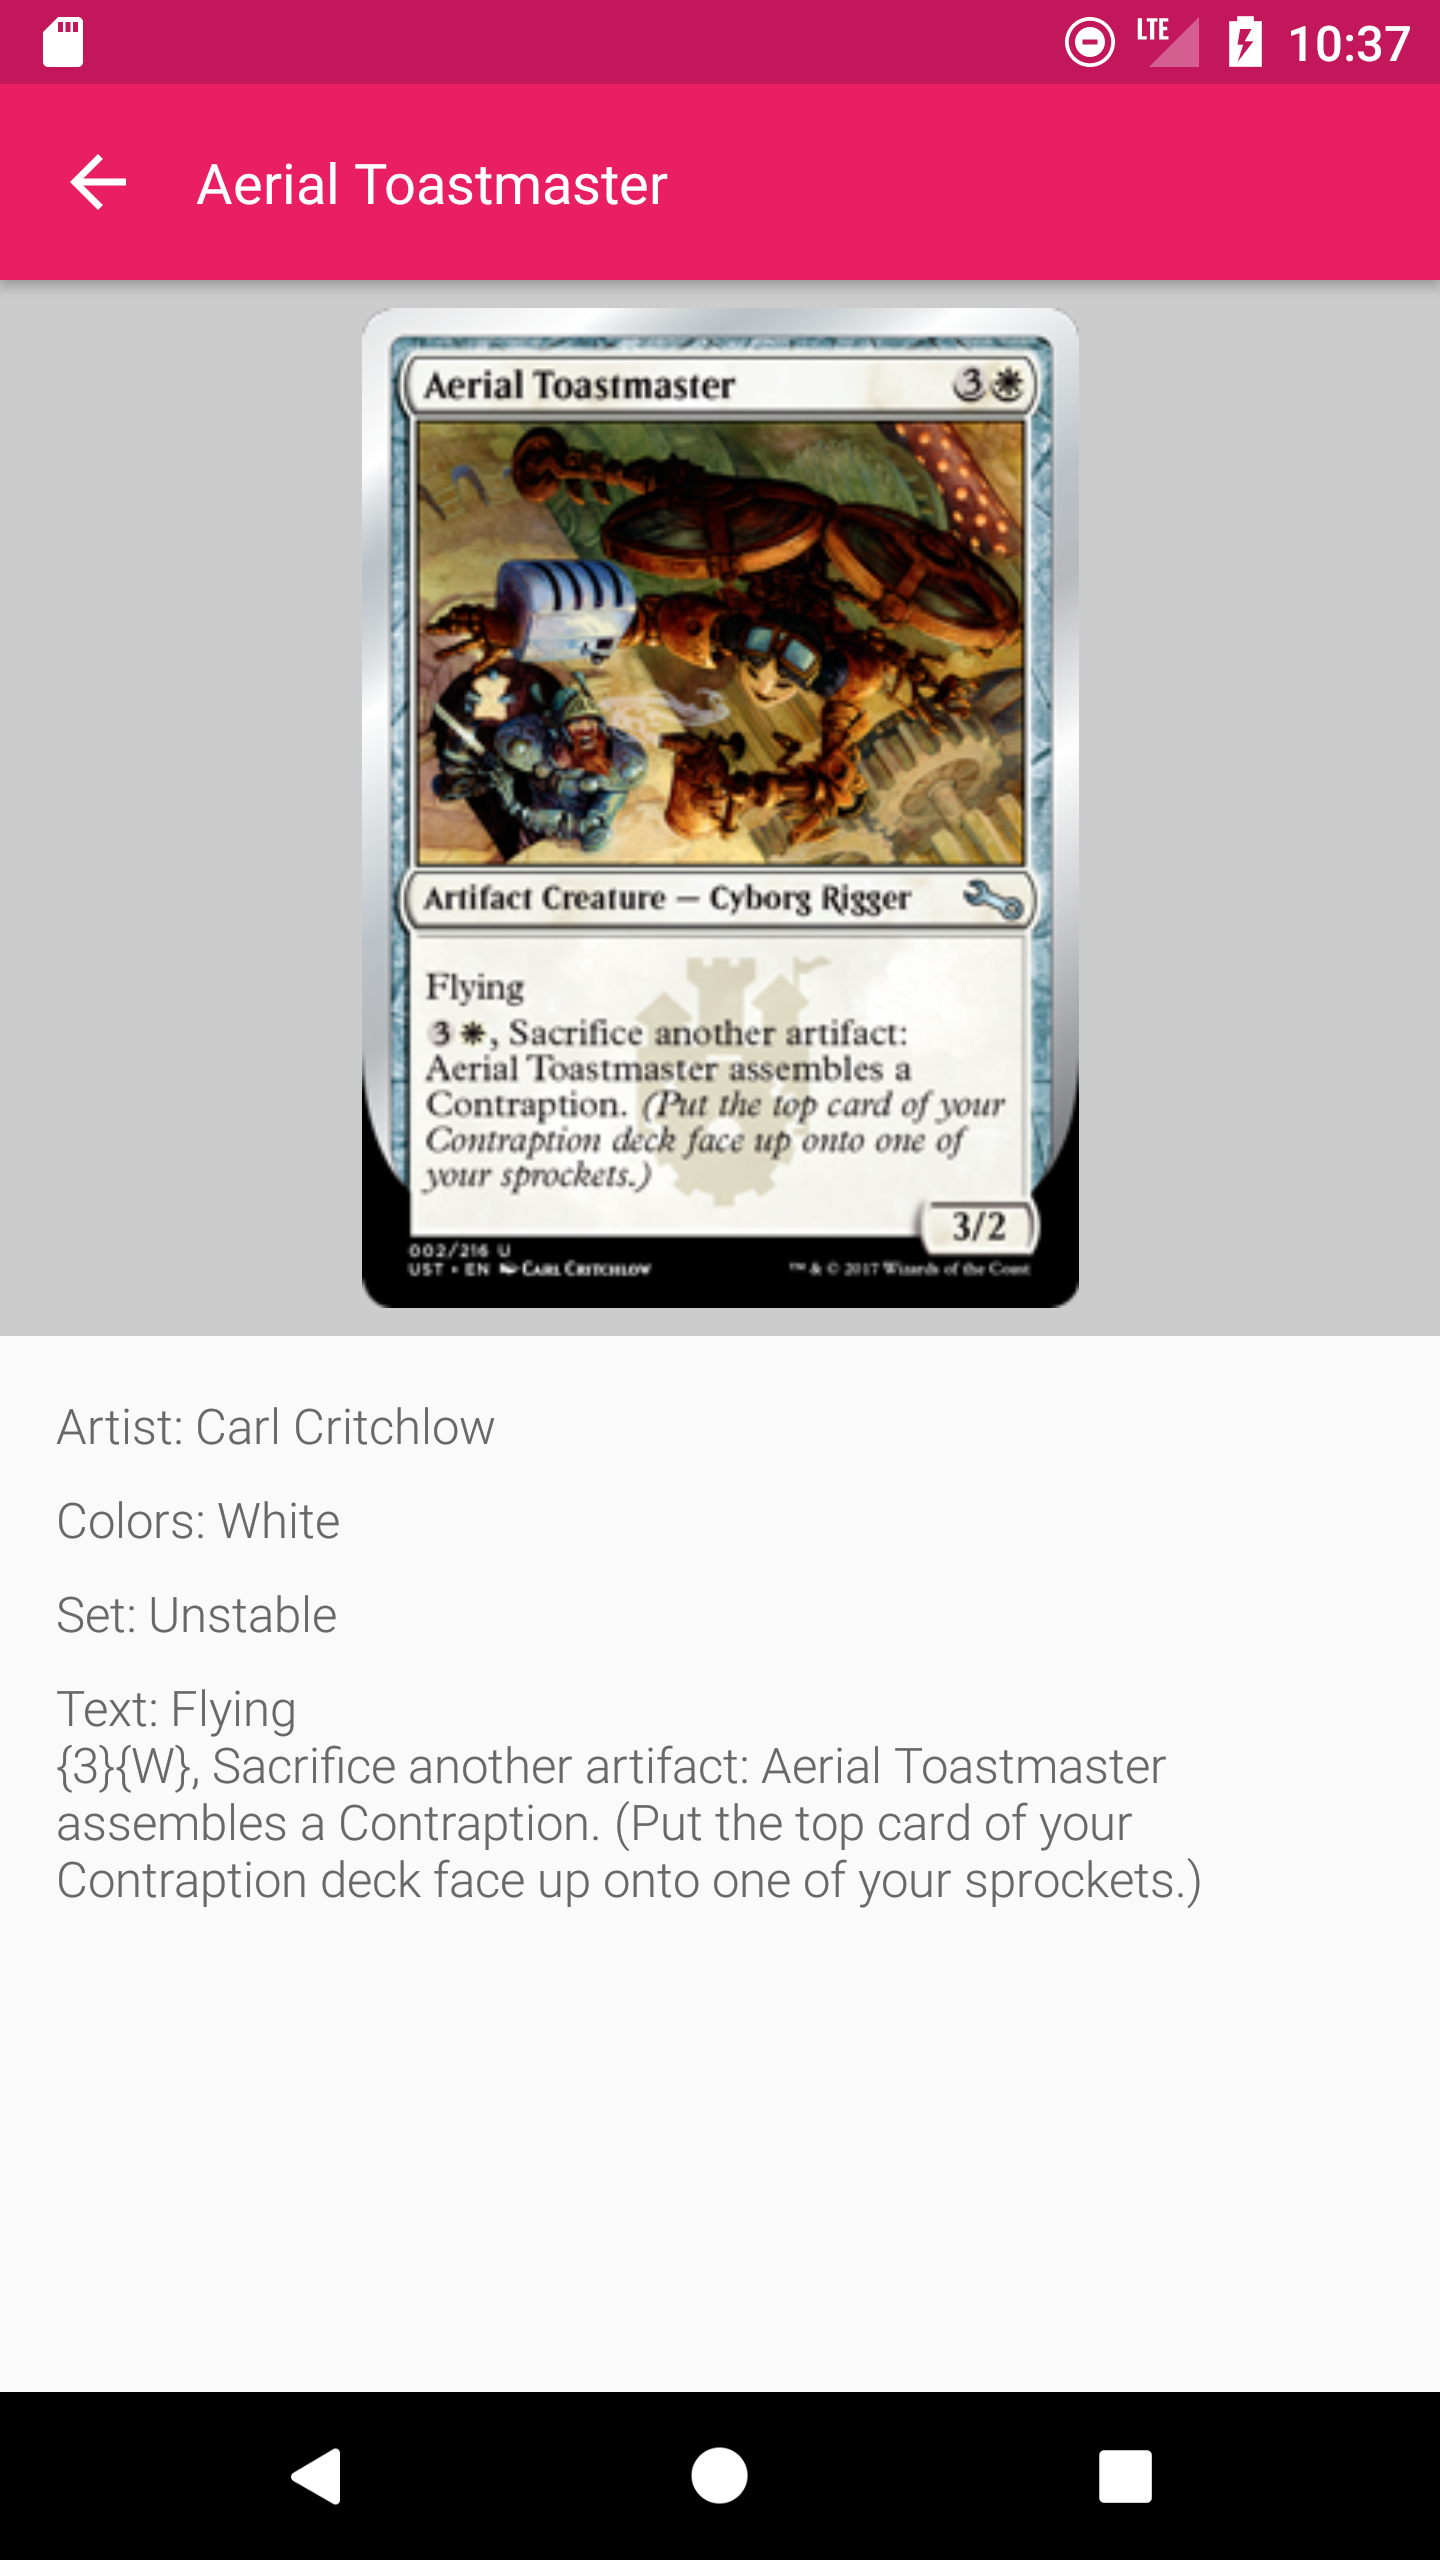 LTE 10:37
Aerial Toastmaster
Aerial Toastmaster 3
Artifact Creature — Cyborg Rigger
Flying
3 , Sacrifice another artifact:
Aerial Toastmaster assembles a
Contraption. (Put the top card of your
Contraption deck face up onto one of
your sprockets.)
3/2
002/216 U
UST • EN CARL CRITCHLOW ™ & © 2017 Wizards of the Coast
Artist: Carl Critchlow
Colors: White
Set: Unstable
Text: Flying
{3}{W}, Sacrifice another artifact: Aerial Toastmaster
assembles a Contraption. (Put the top card of your
Contraption deck face up onto one of your sprockets.)